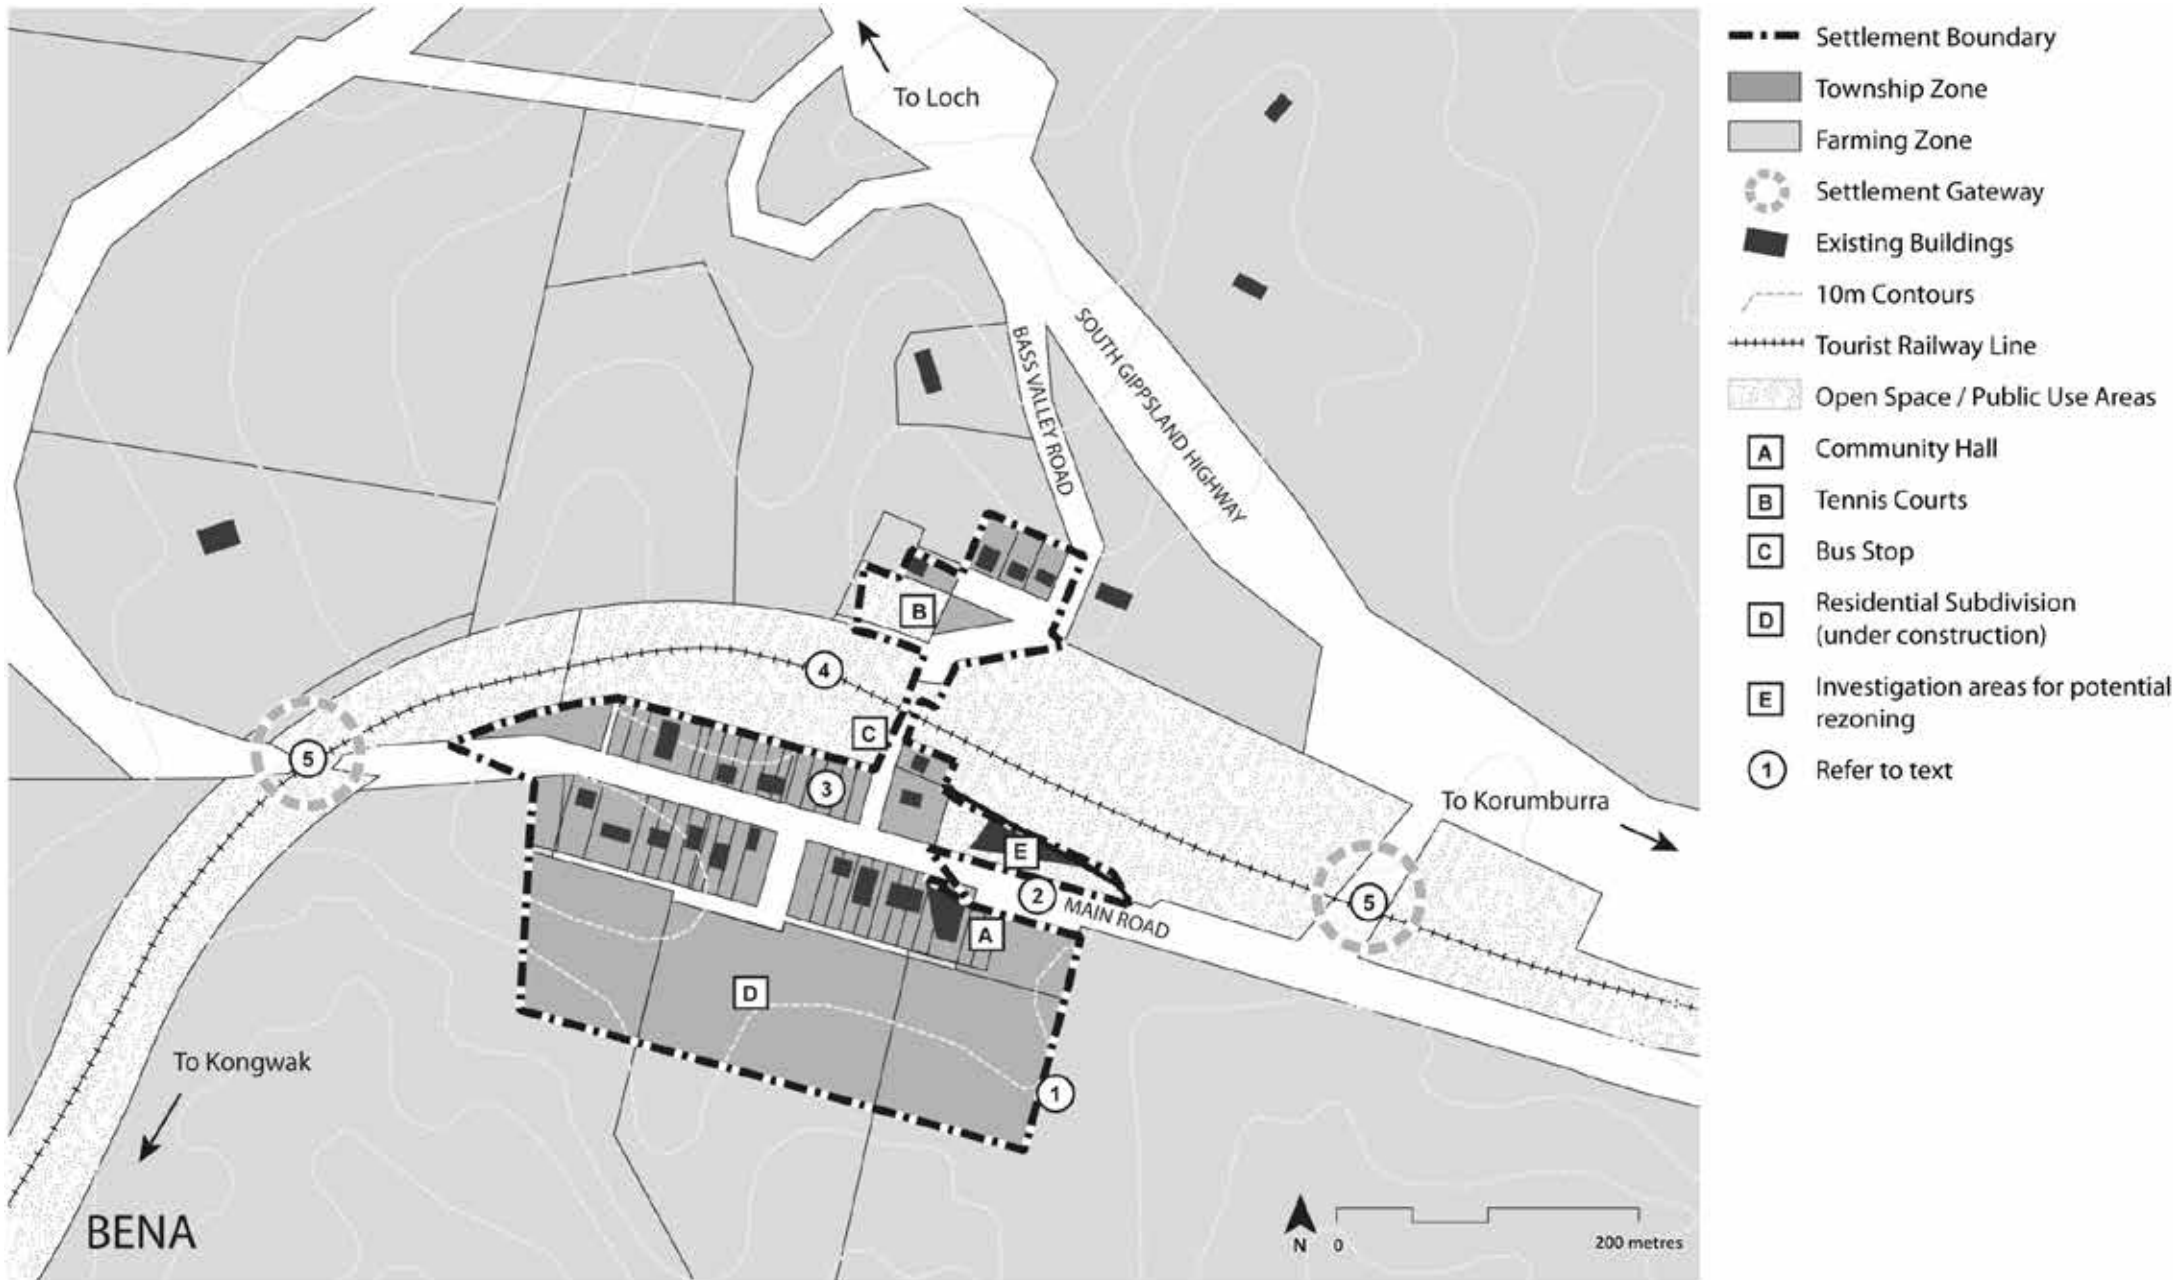 To Loch
SOUTH GIPPSLAND HIGHWAY
BASS VALLEY ROAD
B
4
C
5
3
E
2
MAIN ROAD
A
To Korumburra
5
D
1
To Kongwak
BENA
N
0
200 metres
Settlement Boundary
Township Zone
Farming Zone
Settlement Gateway
Existing Buildings
10m Contours
Tourist Railway Line
Open Space / Public Use Areas
A Community Hall
B Tennis Courts
C Bus Stop
D Residential Subdivision
(under construction)
E Investigation areas for potential
rezoning
1 Refer to text